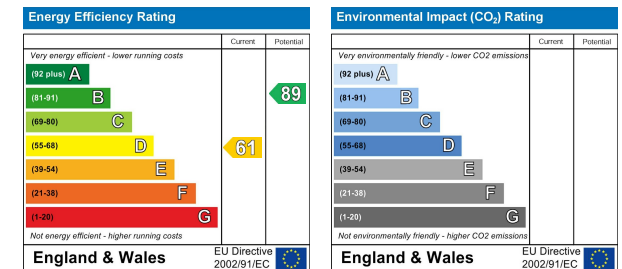 Energy Efficiency Rating
Current Potential
Very energy efficient - lower running costs
(92 plus) A
(81-91) B
(69-80) C
(55-68) D
(39-54) E
(21-38) F
(1-20) G
89
61
Not energy efficient - higher running costs
England & Wales
EU Directive
2002/91/EC
Environmental Impact (CO₂) Rating
Current Potential
Very environmentally friendly - lower CO2 emissions
(92 plus) A
(81-91) B
(69-80) C
(55-68) D
(39-54) E
(21-38) F
(1-20) G
Not environmentally friendly - higher CO2 emissions
England & Wales
EU Directive
2002/91/EC